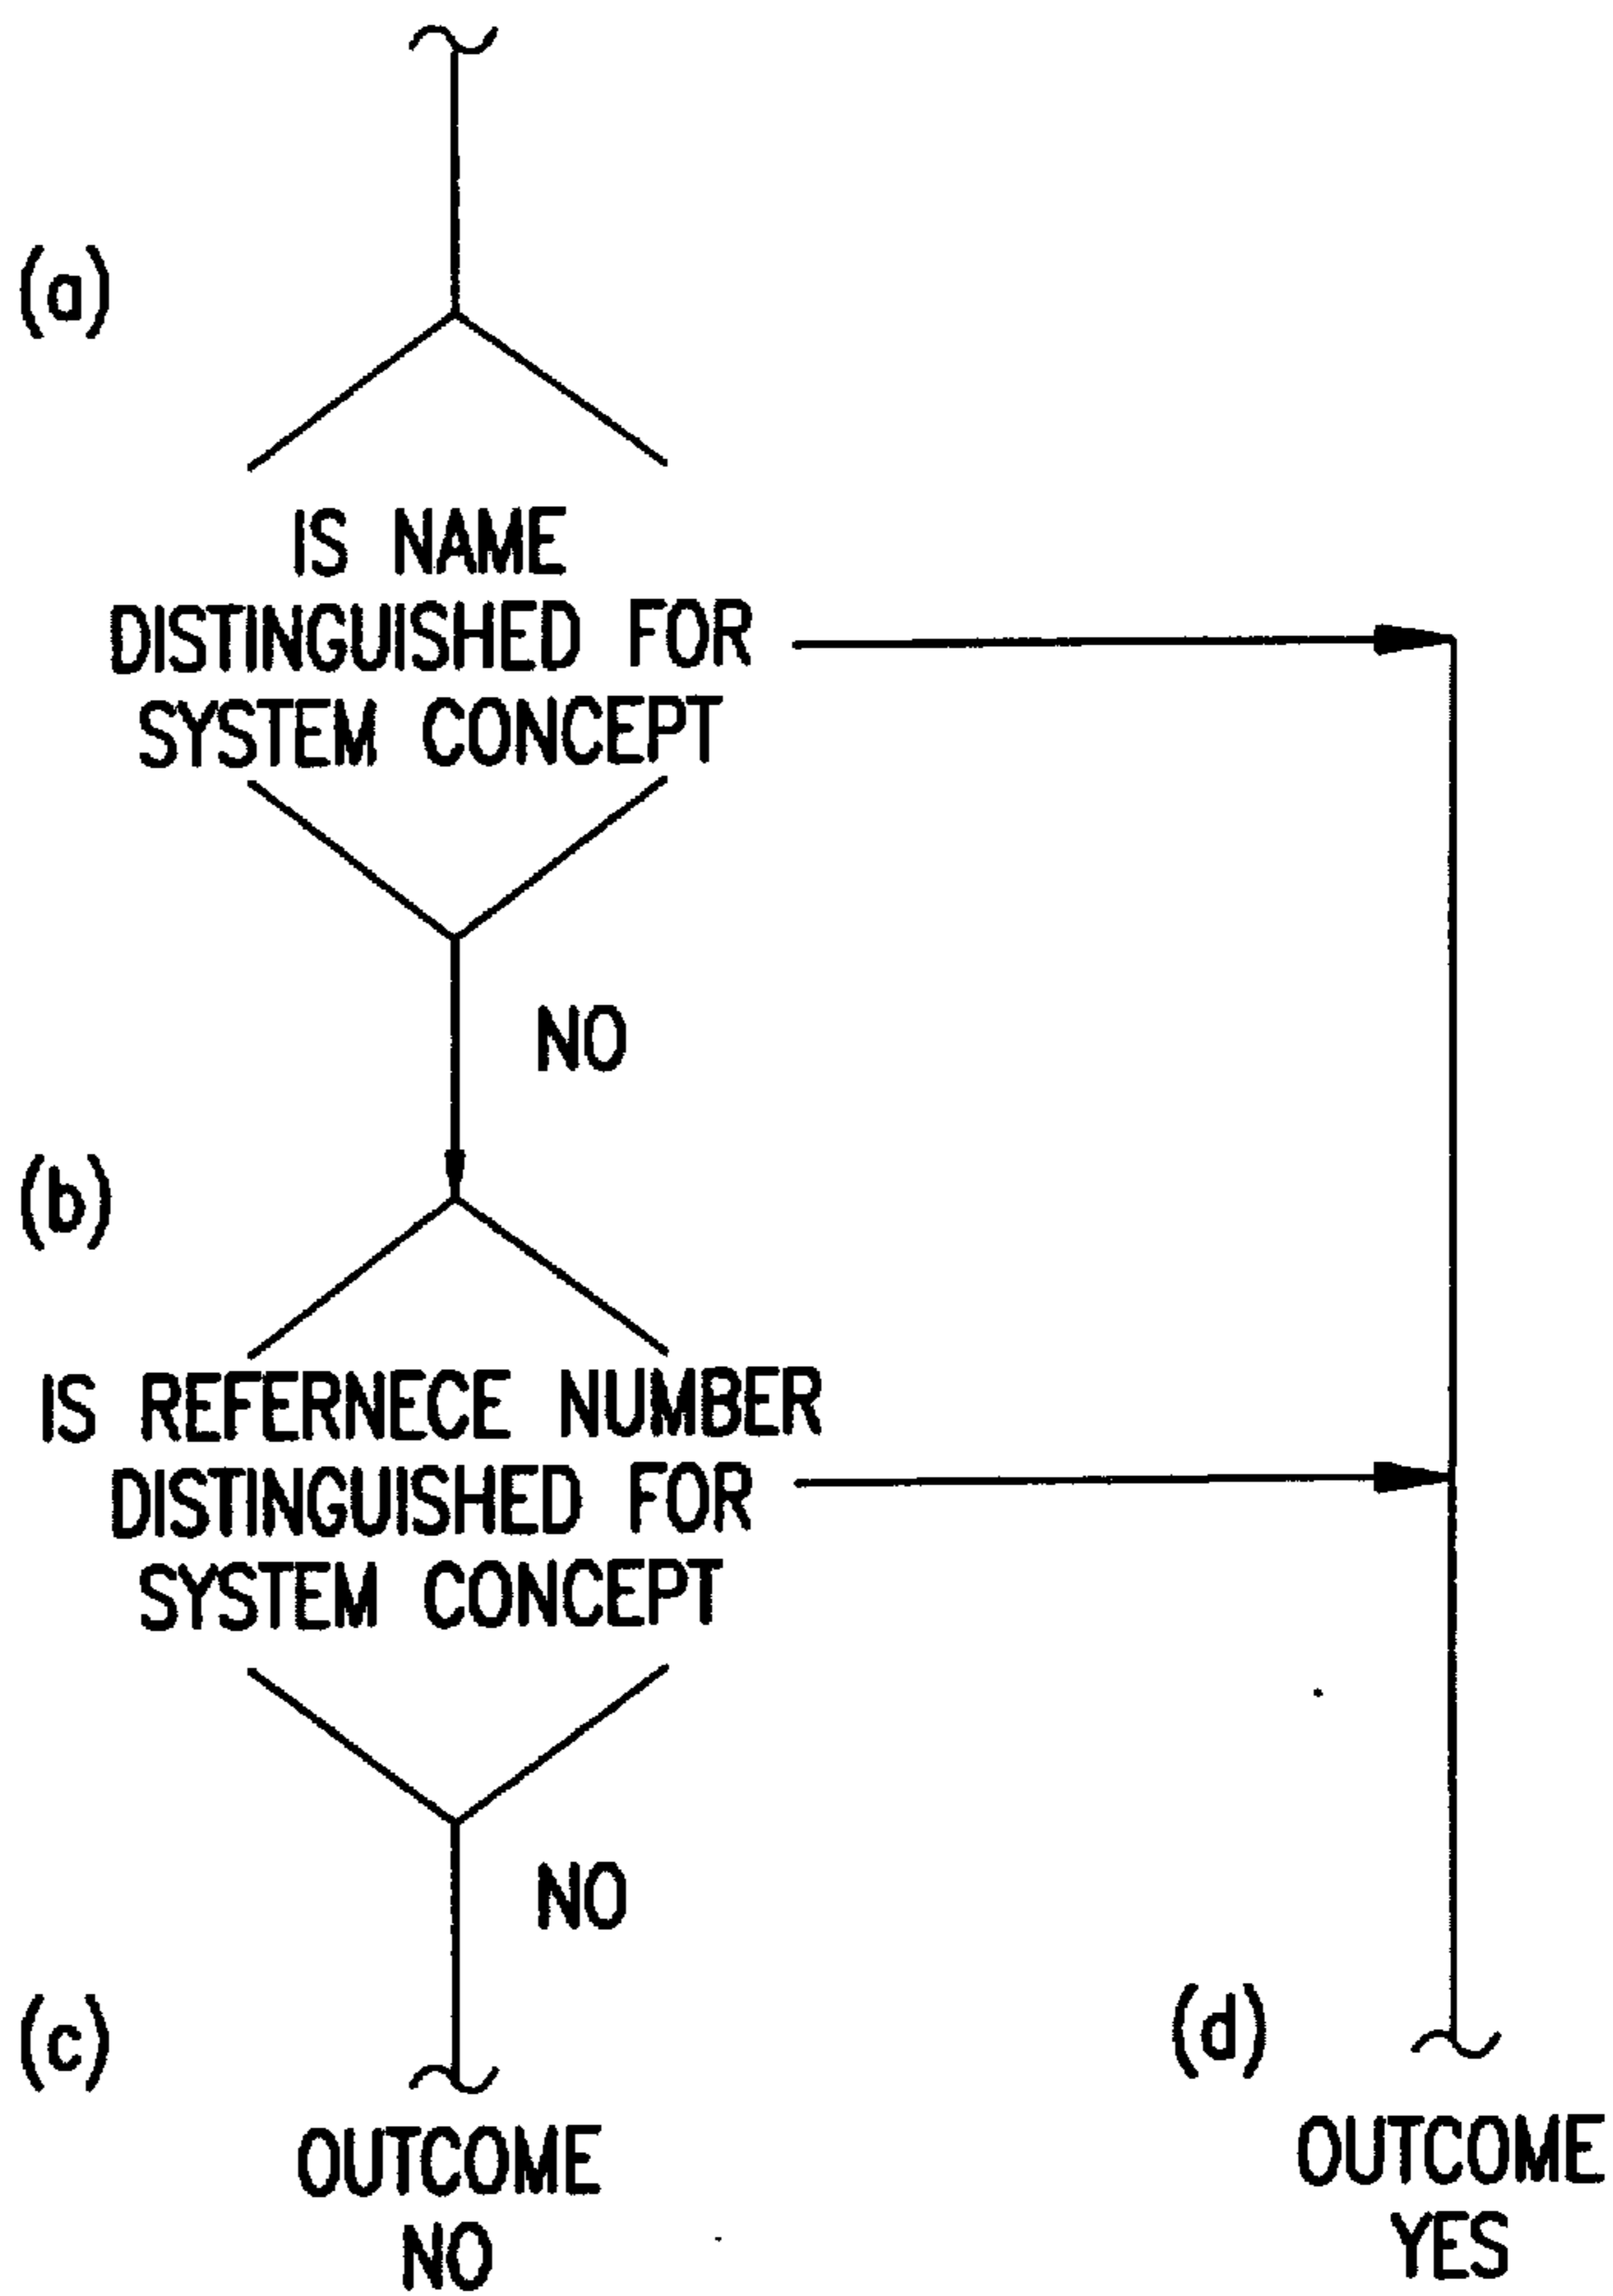 (a)
IS NAME
DISTINGUISHED FOR
SYSTEM CONCEPT
NO
(b)
IS REFERNECE NUMBER
DISTINGUISHED FOR
SYSTEM CONCEPT
NO
(c)
OUTCOME
NO
(d)
OUTCOME
YES